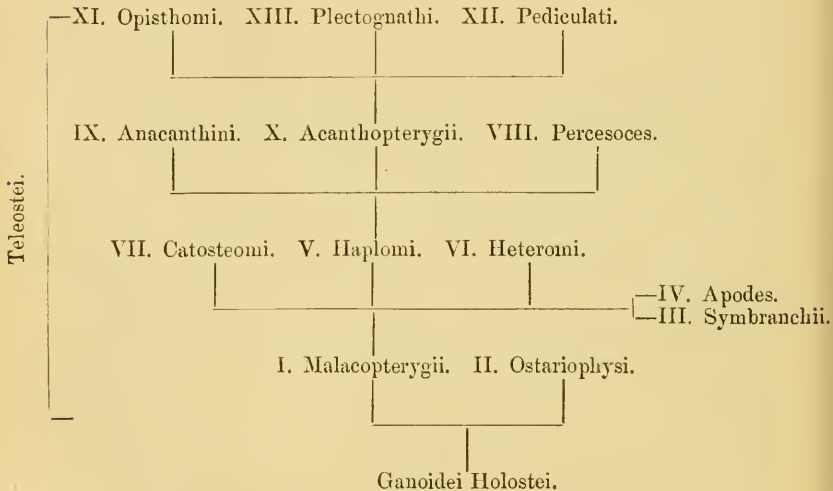 XI. Opisthomi. XIII. Plectognathi. XII. Pediculati.
IX. Anacanthini. X. Acanthopterygii. VIII. Percesoces.
Teleostei.
VII. Catosteomi. V. Haplomi. VI. Heteromi.
IV. Apodes.
III. Symbranchii.
I. Malacopterygii. II. Ostariophysi.
Ganoidei Holostei.